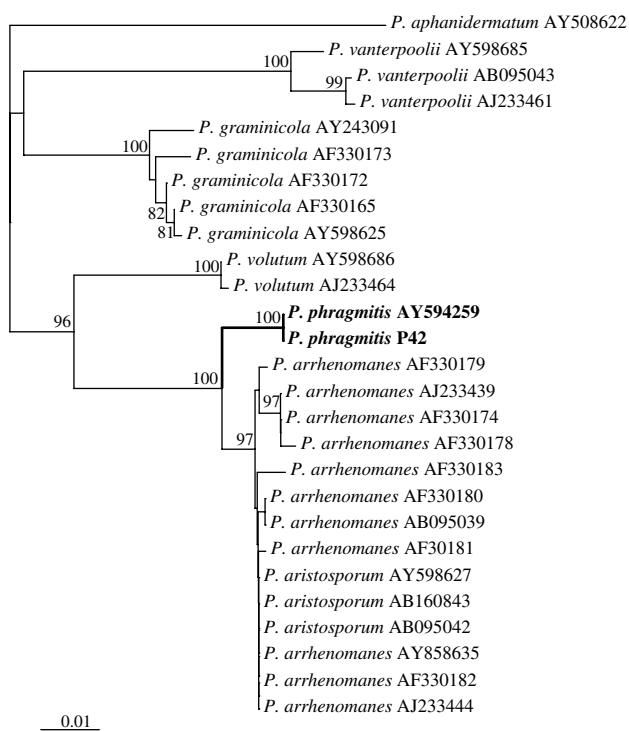 P. aphanidermatum AY508622
P. vanterpoolii AY598685
100
P. vanterpoolii AB095043
99
P. vanterpoolii AJ233461
P. graminicola AY243091
100
P. graminicola AF330173
P. graminicola AF330172
P. graminicola AF330165
82
P. graminicola AY598625
81
P. volutum AY598686
100
P. volutum AJ233464
P. phragmitis AY594259
100
96
P. phragmitis P42
P. arrhenomanes AF330179
100
P. arrhenomanes AJ233439
97
P. arrhenomanes AF330174
97
P. arrhenomanes AF330178
P. arrhenomanes AF330183
P. arrhenomanes AF330180
P. arrhenomanes AB095039
P. arrhenomanes AF30181
P. aristosporum AY598627
P. aristosporum AB160843
P. aristosporum AB095042
P. arrhenomanes AY858635
P. arrhenomanes AF330182
P. arrhenomanes AJ233444
0.01